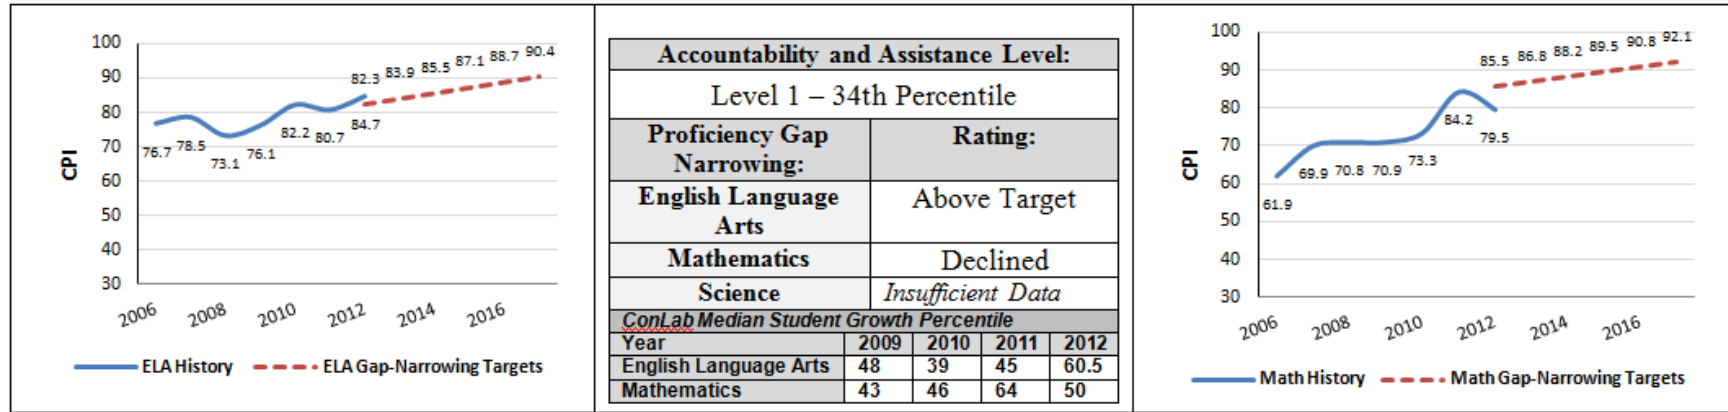 100
90
80
70
60
50
40
30
CPI
76.7 78.5 73.1 76.1 82.2 80.7 84.7
82.3 83.9 85.5 87.1 88.7 90.4
2006 2008 2010 2012 2014 2016
ELA History ELA Gap-Narrowing Targets
Accountability and Assistance Level:
Level 1 – 34th Percentile
Proficiency Gap Narrowing: Rating:
English Language Arts Above Target
Mathematics Declined
Science Insufficient Data
ConLab Median Student Growth Percentile
Year 2009 2010 2011 2012
English Language Arts 48 39 45 60.5
Mathematics 43 46 64 50
100
90
80
70
60
50
40
30
CPI
61.9 69.9 70.8 70.9 73.3 84.2 79.5
85.5 86.8 88.2 89.5 90.8 92.1
2006 2008 2010 2012 2014 2016
Math History Math Gap-Narrowing Targets